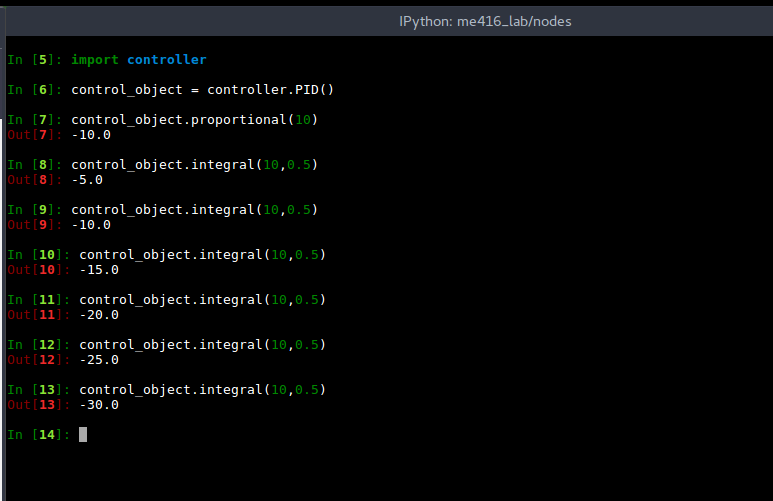 IPython: me416_lab/nodes
In [5]: import controller
In [6]: control_object = controller.PID()
In [7]: control_object.proportional(10)
Out[7]: -10.0
In [8]: control_object.integral(10,0.5)
Out[8]: -5.0
In [9]: control_object.integral(10,0.5)
Out[9]: -10.0
In [10]: control_object.integral(10,0.5)
Out[10]: -15.0
In [11]: control_object.integral(10,0.5)
Out[11]: -20.0
In [12]: control_object.integral(10,0.5)
Out[12]: -25.0
In [13]: control_object.integral(10,0.5)
Out[13]: -30.0
In [14]: